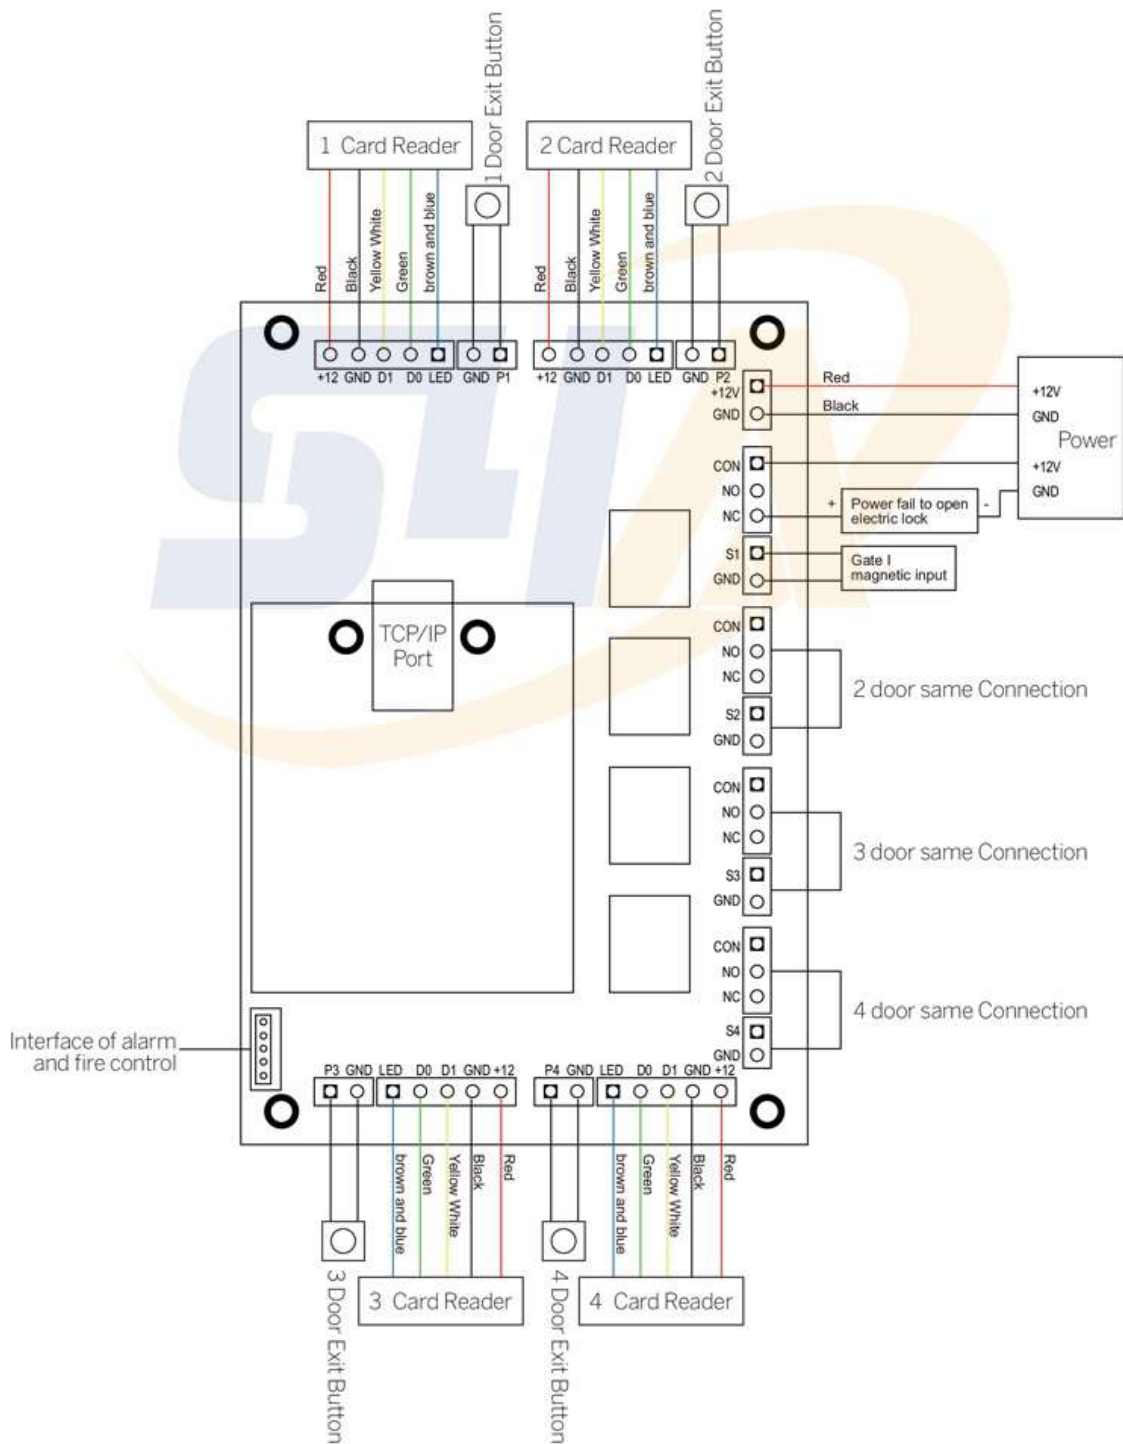 1 Door Exit Button
2 Door Exit Button
1 Card Reader
2 Card Reader
Red
Black
Yellow White
Green
brown and blue
Red
Black
Yellow White
Green
brown and blue
+12 GND D1 D0 LED
GND P1
+12 GND D1 D0 LED
GND P2
+12V
GND
Red
Black
+12V
GND
Power
+12V
GND
CON
NO
NC
+
Power fail to open
electric lock
-
S1
GND
Gate I
magnetic input
TCP/IP
Port
CON
NO
NC
S2
GND
2 door same Connection
CON
NO
NC
S3
GND
3 door same Connection
CON
NO
NC
S4
GND
4 door same Connection
Interface of alarm
and fire control
P3 GND
LED D0 D1 GND +12
P4 GND
LED D0 D1 GND +12
brown and blue
Green
Yellow White
Black
Red
brown and blue
Green
Yellow White
Black
Red
3 Door Exit Button
3 Card Reader
4 Door Exit Button
4 Card Reader
S4A